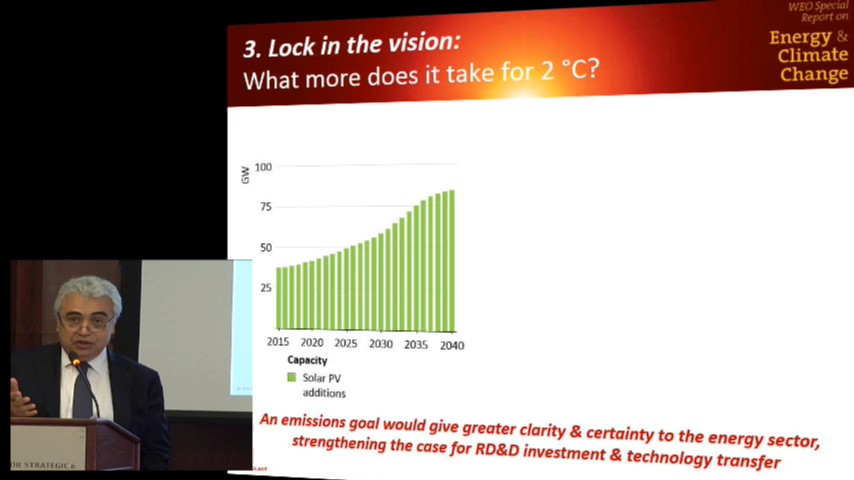 WEO Special
Report on
Energy &
Climate
Change
3. Lock in the vision:
What more does it take for 2 °C?
GW
100
75
50
25
2015 2020 2025 2030 2035 2040
Capacity
Solar PV
additions
An emissions goal would give greater clarity & certainty to the energy sector,
strengthening the case for RD&D investment & technology transfer
OR STRATEGIC &